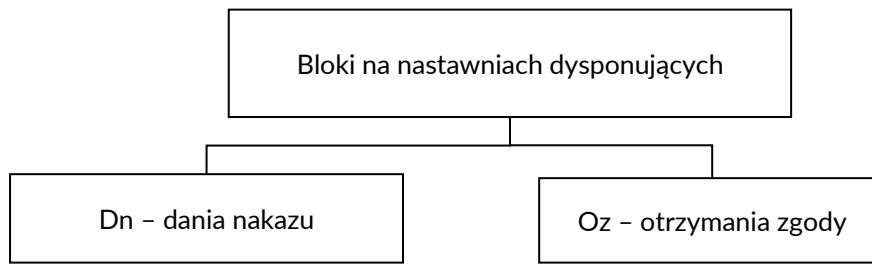 Bloki na nastawniach dysponujących
Dn – dania nakazu
Oz – otrzymania zgody